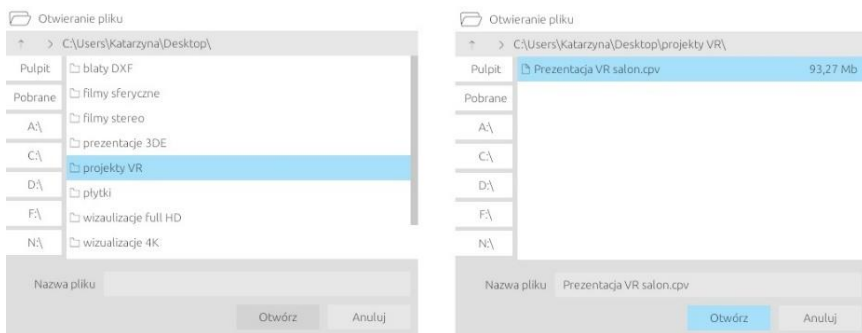 Otwieranie pliku
C:\Users\Katarzyna\Desktop\
Pulpit
Pobrane
A:\
C:\
D:\
F:\
N:\
blaty DXF
filmy sferyczne
filmy stereo
prezentacje 3DE
projekty VR
płytki
wizaulizacje full HD
wizualizacje 4K
Nazwa pliku
Otwórz
Anuluj
Otwieranie pliku
C:\Users\Katarzyna\Desktop\projekty VR\
Pulpit
Pobrane
A:\
C:\
D:\
F:\
N:\
Prezentacja VR salon.cpv 93,27 Mb
Nazwa pliku Prezentacja VR salon.cpv
Otwórz
Anuluj